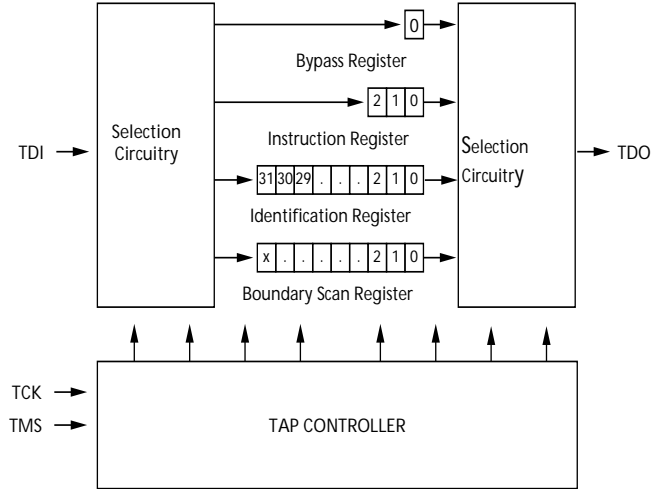 0
Bypass Register
2 1 0
Selection
Circuitry
Instruction Register
Selection
Circuitry
TDI
TDO
31 30 29 . . . 2 1 0
Identification Register
x . . . . . 2 1 0
Boundary Scan Register
TCK
TMS
TAP CONTROLLER